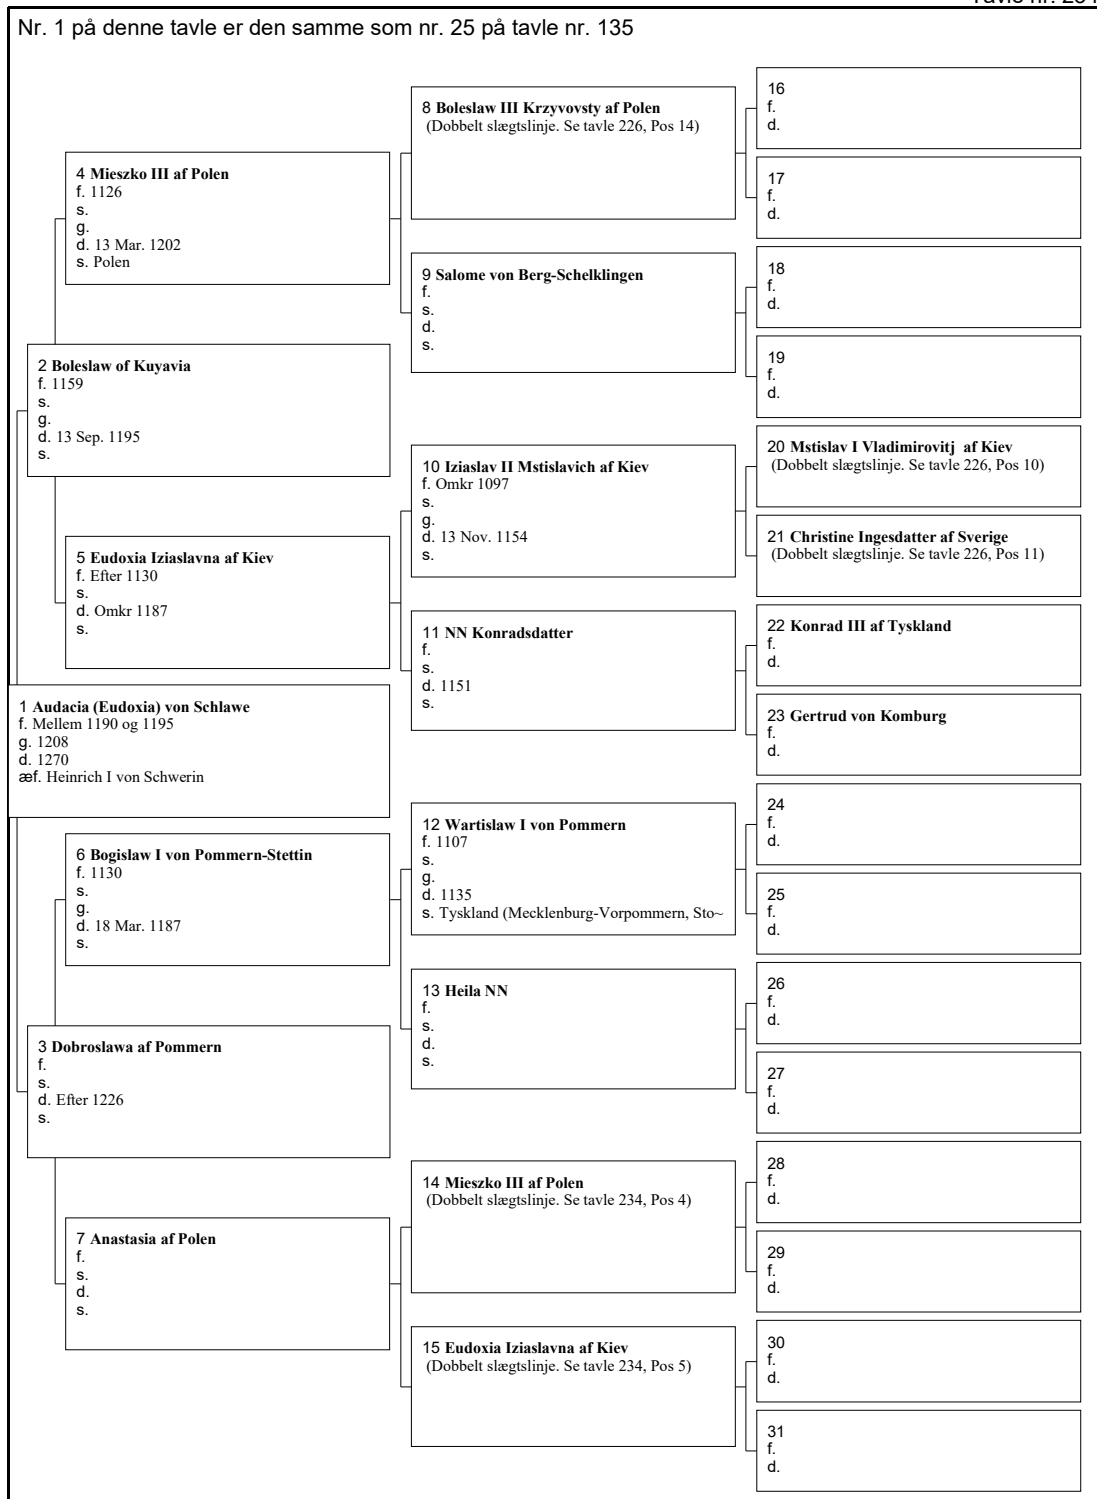 Nr. 1 på denne tavle er den samme som nr. 25 på tavle nr. 135
1 Audacia (Eudoxia) von Schlawe
f. Mellem 1190 og 1195
g. 1208
d. 1270
æf. Heinrich I von Schwerin
2 Boleslaw of Kuyavia
f. 1159
s.
g.
d. 13 Sep. 1195
s.
3 Dobroslawa af Pommern
f.
s.
d. Efter 1226
s.
4 Mieszko III af Polen
f. 1126
s.
g.
d. 13 Mar. 1202
s. Polen
5 Eudoxia Iziaslavna af Kiev
f. Efter 1130
s.
d. Omkr 1187
s.
6 Bogislaw I von Pommern-Stettin
f. 1130
s.
g.
d. 18 Mar. 1187
s.
7 Anastasia af Polen
f.
s.
d.
s.
8 Boleslaw III Krzyvovsty af Polen
(Dobbelt slægtslinje. Se tavle 226, Pos 14)
9 Salome von Berg-Schelklingen
f.
s.
d.
s.
10 Iziaslav II Mstislavich af Kiev
f. Omkr 1097
s.
g.
d. 13 Nov. 1154
s.
11 NN Konradsdatter
f.
s.
d. 1151
s.
12 Wartislaw I von Pommern
f. 1107
s.
g.
d. 1135
s. Tyskland (Mecklenburg-Vorpommern, Sto~
13 Heila NN
f.
s.
d.
s.
14 Mieszko III af Polen
(Dobbelt slægtslinje. Se tavle 234, Pos 4)
15 Eudoxia Iziaslavna af Kiev
(Dobbelt slægtslinje. Se tavle 234, Pos 5)
16
f.
d.
17
f.
d.
18
f.
d.
19
f.
d.
20 Mstislav I Vladimirovitj af Kiev
(Dobbelt slægtslinje. Se tavle 226, Pos 10)
21 Christine Ingesdatter af Sverige
(Dobbelt slægtslinje. Se tavle 226, Pos 11)
22 Konrad III af Tyskland
f.
d.
23 Gertrud von Komburg
f.
d.
24
f.
d.
25
f.
d.
26
f.
d.
27
f.
d.
28
f.
d.
29
f.
d.
30
f.
d.
31
f.
d.